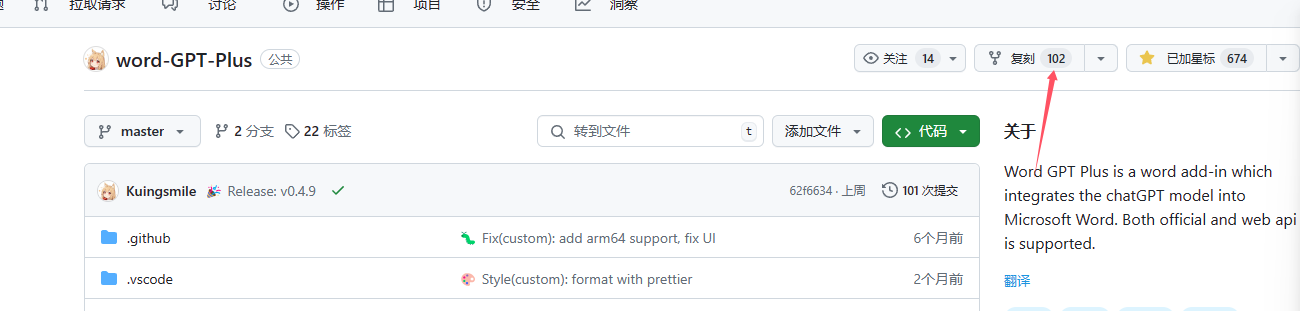 拉取请求 讨论 操作 项目 安全 洞察
word-GPT-Plus 公共 关注 14 复刻 102 已加星标 674
master 2 分支 22 标签 转到文件 t 添加文件 <> 代码 关于
Kuingsmile Release: v0.4.9 62f6634 · 上周 101 次提交
.github Fix(custom): add arm64 support, fix UI 6个月前
.vscode Style(custom): format with prettier 2个月前
Word GPT Plus is a word add-in which
integrates the chatGPT model into
Microsoft Word. Both official and web api
is supported.
翻译